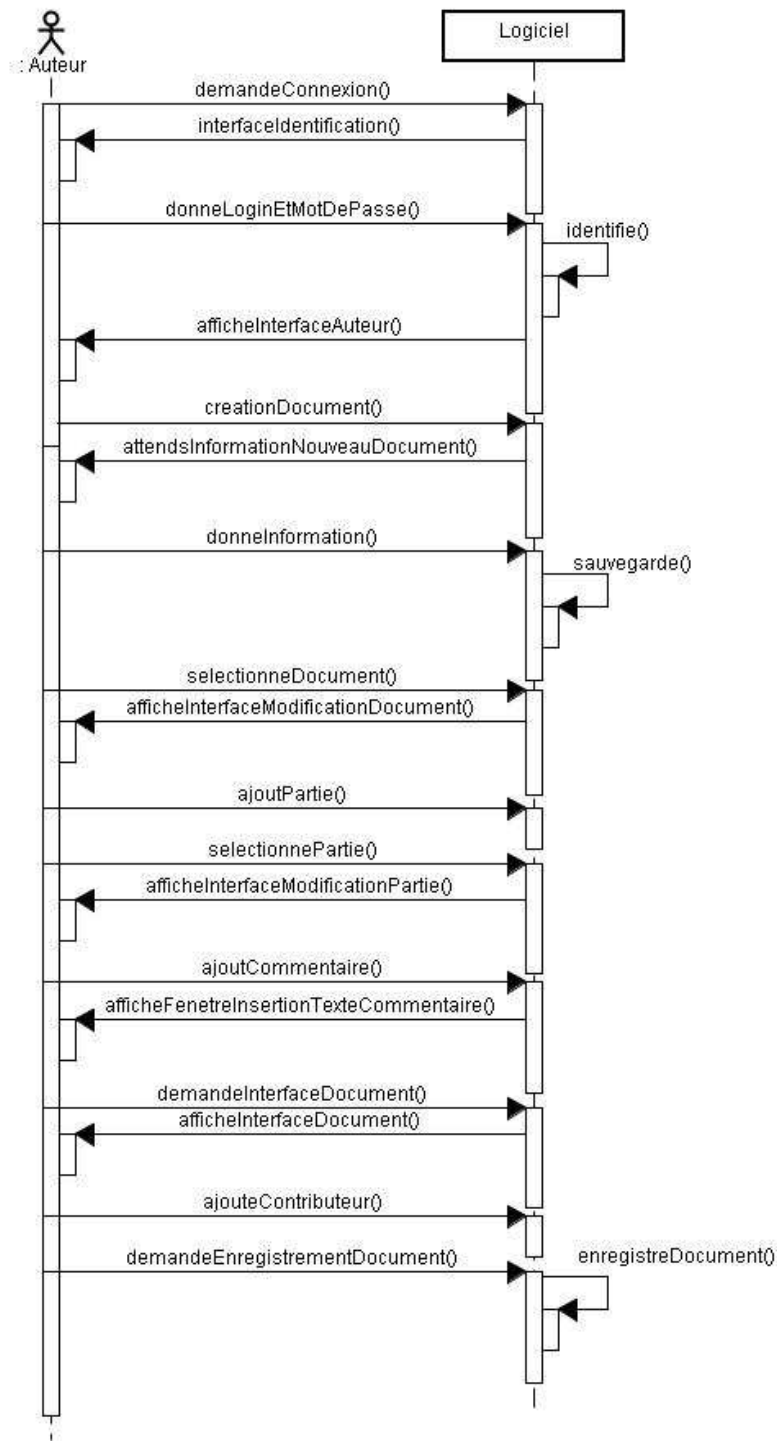 Logiciel
: Auteur
demandeConnexion()
interfaceIdentification()
donneLoginEtMotDePasse()
identifie()
afficheInterfaceAuteur()
creationDocument()
attendsInformationNouveauDocument()
donneInformation()
sauvegarde()
selectionneDocument()
afficheInterfaceModificationDocument()
ajoutPartie()
selectionnePartie()
afficheInterfaceModificationPartie()
ajoutCommentaire()
afficheFenetreInsertionTexteCommentaire()
demandeInterfaceDocument()
afficheInterfaceDocument()
ajouteContributeur()
demandeEnregistrementDocument()
enregistreDocument()